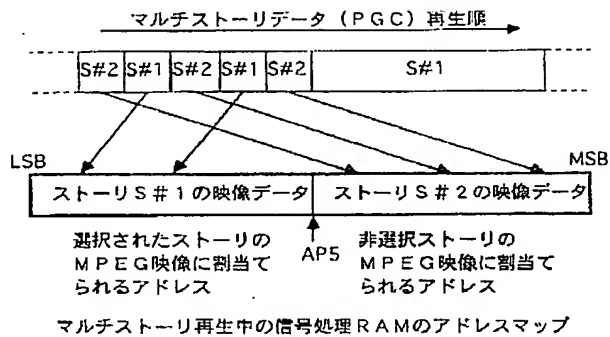 マルチストーリデータ（PGC）再生順
S#2 S#1 S#2 S#1 S#2 S#1
LSB MSB
ストーリS#1の映像データ ストーリS#2の映像データ
選択されたストーリの
MPEG映像に割当て
られるアドレス
AP5
非選択ストーリの
MPEG映像に割当て
られるアドレス
マルチストーリ再生中の信号処理RAMのアドレスマップ